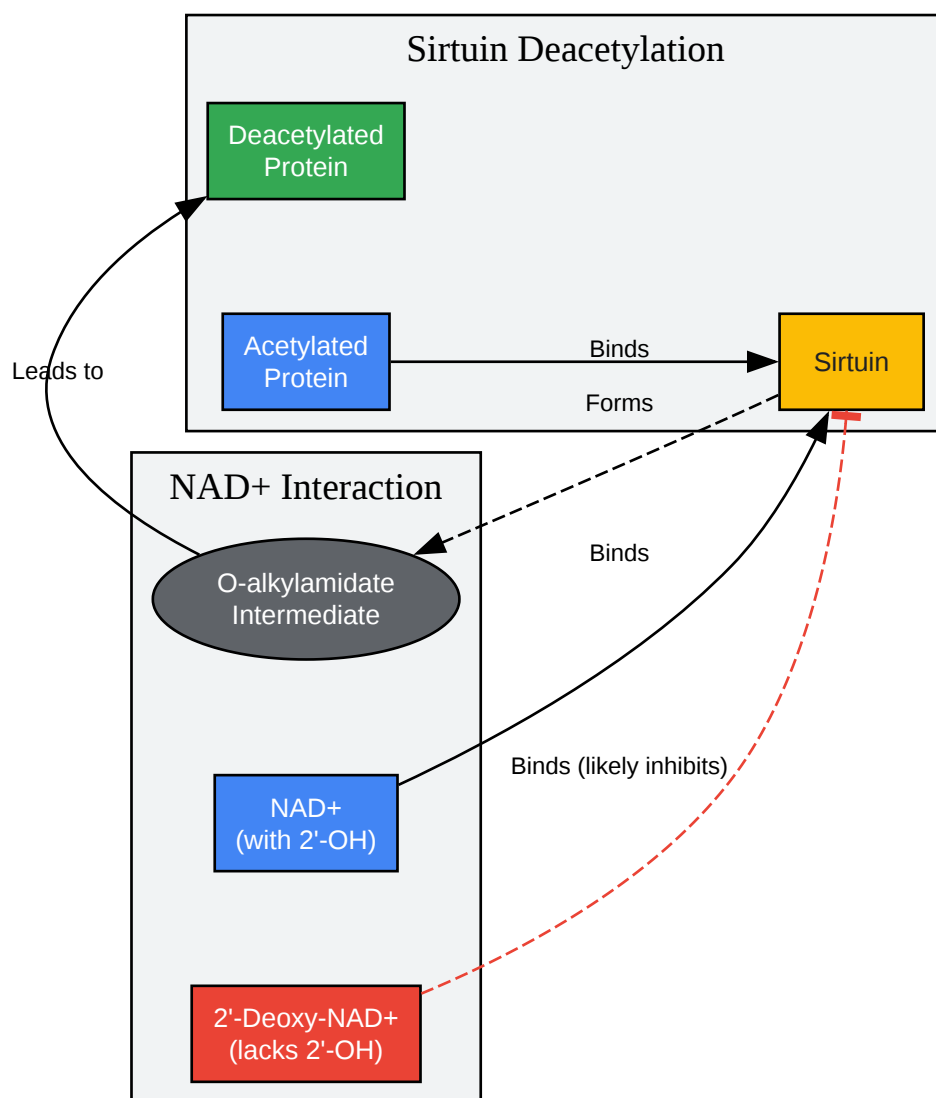 Sirtuin Deacetylation
Deacetylated
Protein
Acetylated
Protein
Binds
Sirtuin
Leads to
Forms
NAD+ Interaction
O-alkylamidate
Intermediate
Binds
Binds (likely inhibits)
NAD+
(with 2'-OH)
2'-Deoxy-NAD+
(lacks 2'-OH)